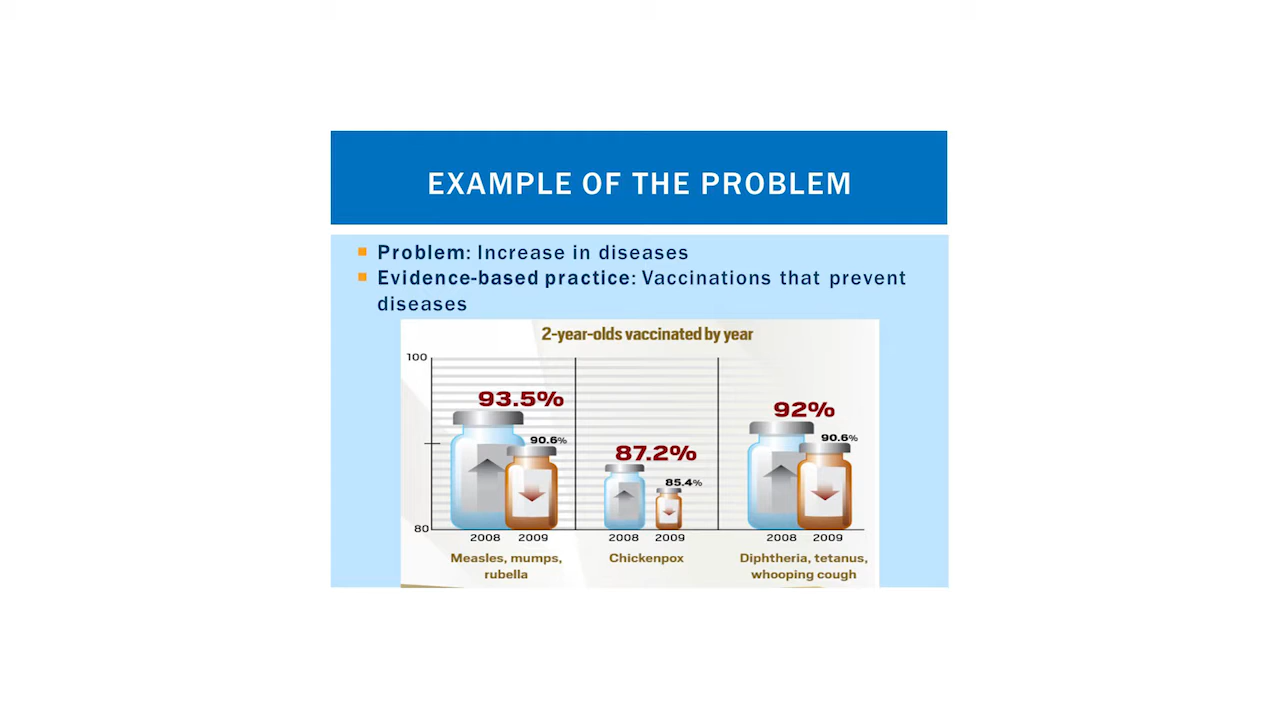 EXAMPLE OF THE PROBLEM
Problem: Increase in diseases
Evidence-based practice: Vaccinations that prevent
diseases
2-year-olds vaccinated by year
100
80
93.5%
90.6%
2008 2009
Measles, mumps,
rubella
87.2%
85.4%
2008 2009
Chickenpox
92%
90.6%
2008 2009
Diphtheria, tetanus,
whooping cough